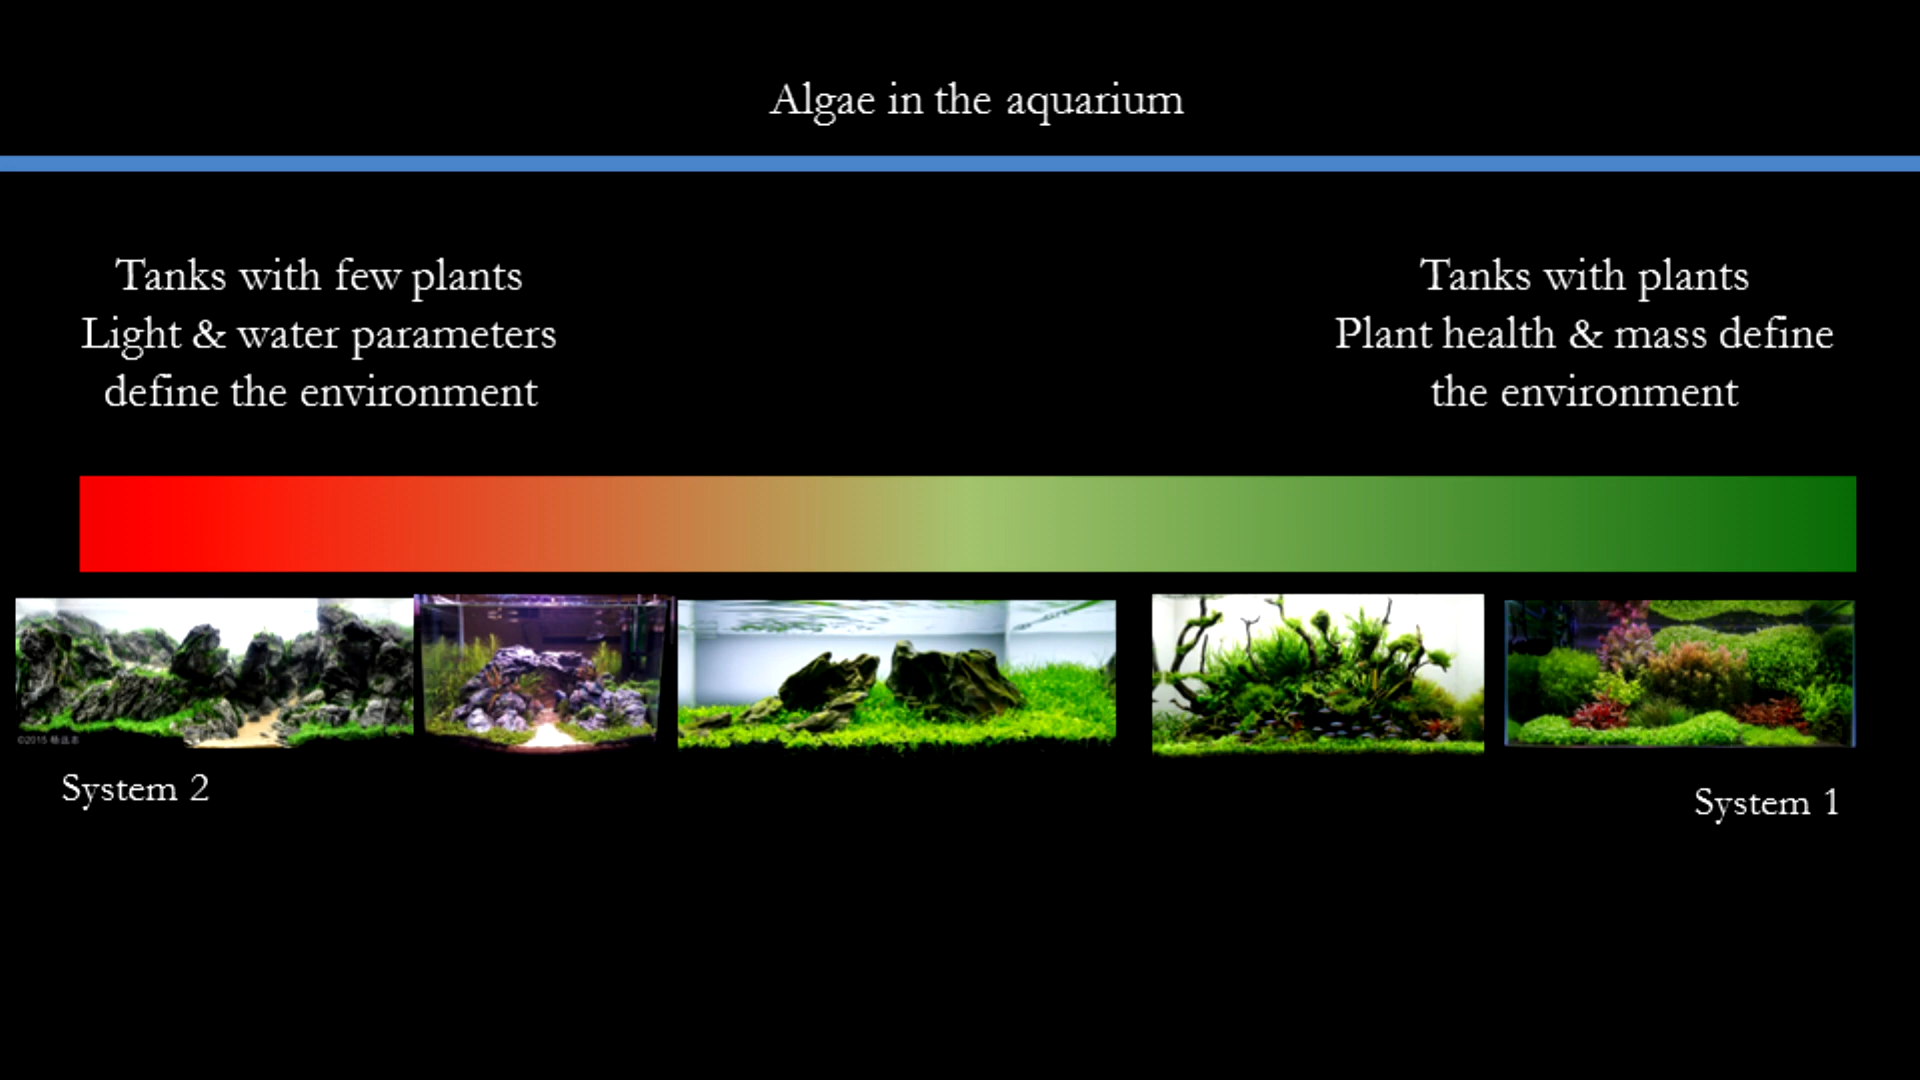 Algae in the aquarium
Tanks with few plants
Light & water parameters
define the environment
Tanks with plants
Plant health & mass define
the environment
©2015
System 2
System 1